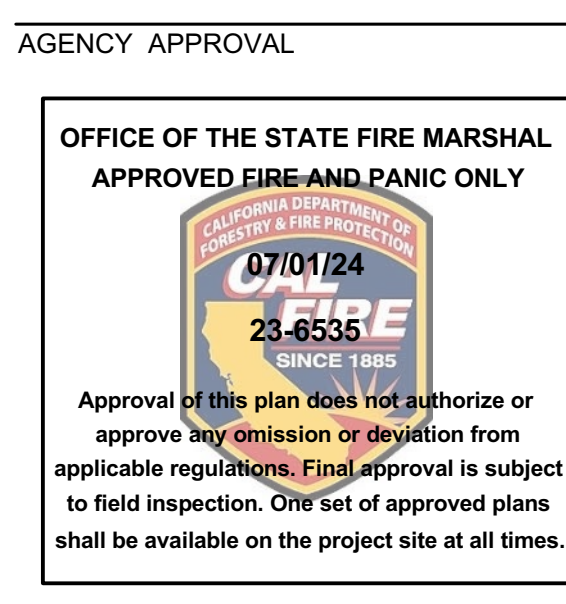 AGENCY APPROVAL
OFFICE OF THE STATE FIRE MARSHAL
APPROVED FIRE AND PANIC ONLY
CALIFORNIA DEPARTMENT OF
FORESTRY & FIRE PROTECTION
07/01/24
CAL
FIRE
23-6535
SINCE 1885
Approval of this plan does not authorize or
approve any omission or deviation from
applicable regulations. Final approval is subject
to field inspection. One set of approved plans
shall be available on the project site at all times.